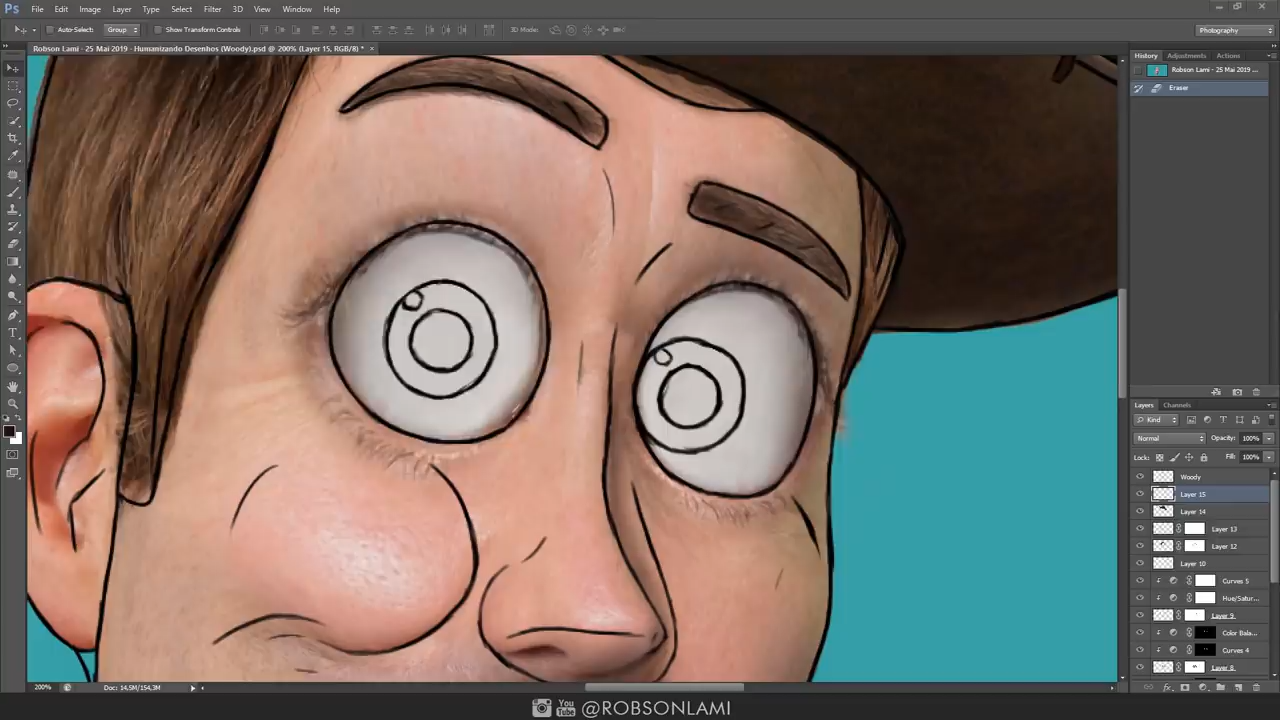 Ps File Edit Image Layer Type Select Filter 3D View Window Help
Auto-Select: Group Show Transform Controls 3D Mode: Photography
Robson Lami - 25 Mai 2019 - Humanizando Desenhos (Woody).psd @ 200% (Layer 15, RGB/8) * ×
History Adjustments Actions
Robson Lami - 25 Mai 2019 ...
Eraser
Layers Channels
Kind
Normal Opacity: 100%
Lock: Fill: 100%
Woody
Layer 15
Layer 14
Layer 13
Layer 12
Layer 10
Curves 5
Hue/Satur...
Layer 9
Color Bala...
Curves 4
Layer 8
200% Doc: 14,5M/154,3M
You Tube @ROBSONLAMI